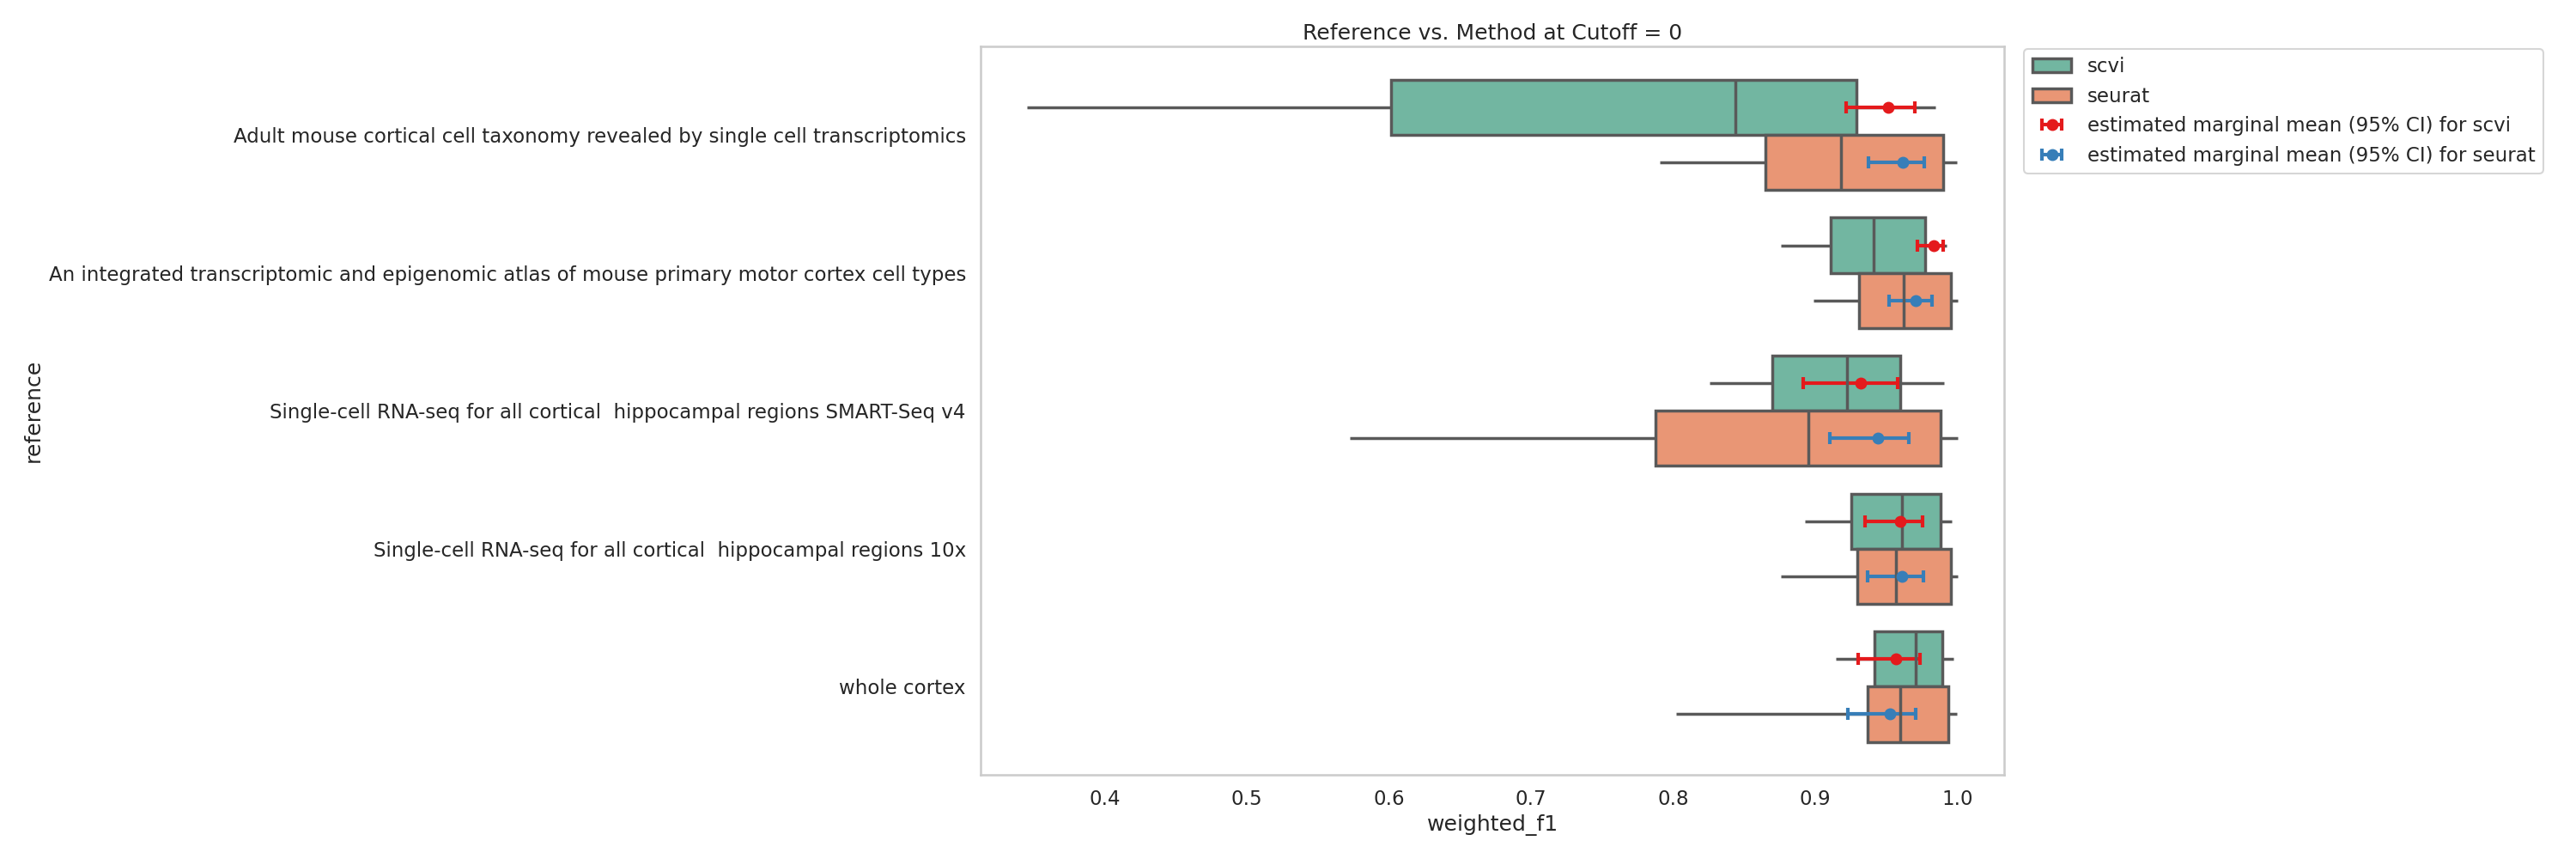 Reference vs. Method at Cutoff = 0
scvi
seurat
estimated marginal mean (95% CI) for scvi
estimated marginal mean (95% CI) for seurat
reference
Adult mouse cortical cell taxonomy revealed by single cell transcriptomics
An integrated transcriptomic and epigenomic atlas of mouse primary motor cortex cell types
Single-cell RNA-seq for all cortical  hippocampal regions SMART-Seq v4
Single-cell RNA-seq for all cortical  hippocampal regions 10x
whole cortex
0.4 0.5 0.6 0.7 0.8 0.9 1.0
weighted_f1